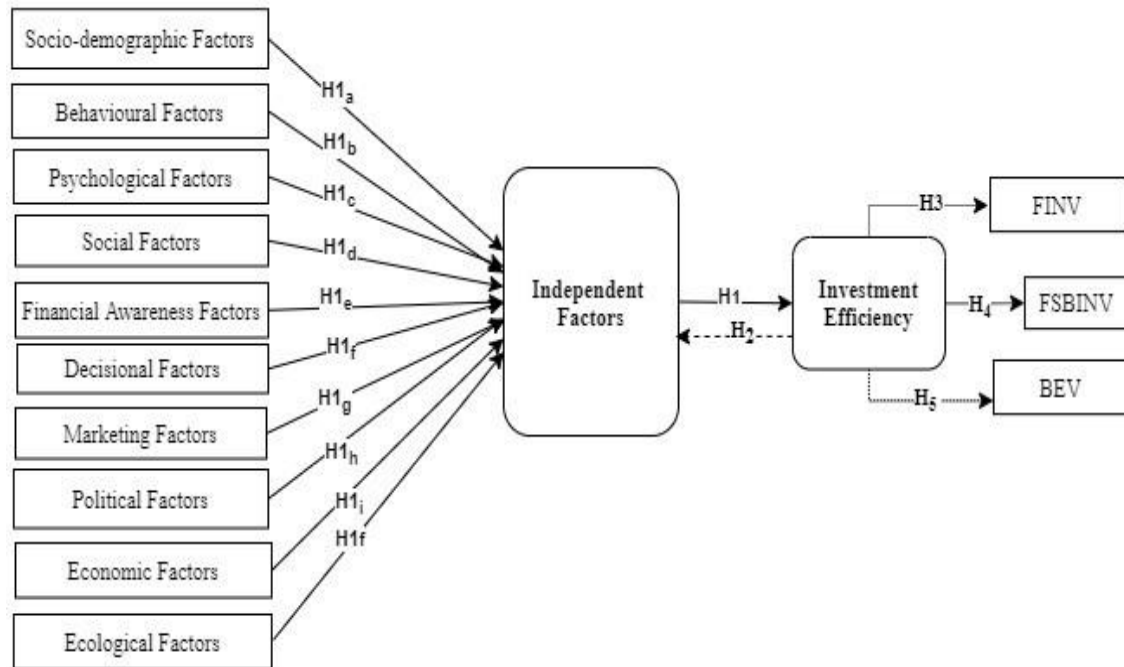 Socio-demographic Factors
H1a
Behavioural Factors
H1b
Psychological Factors
H1c
Social Factors
H1d
Financial Awareness Factors
H1e
Decisional Factors
H1f
Marketing Factors
H1g
Political Factors
H1h
Economic Factors
H1i
Ecological Factors
H1f
Independent
Factors
H1
H2
Investment
Efficiency
H3
FINV
H4
FSBINV
H5
BEV